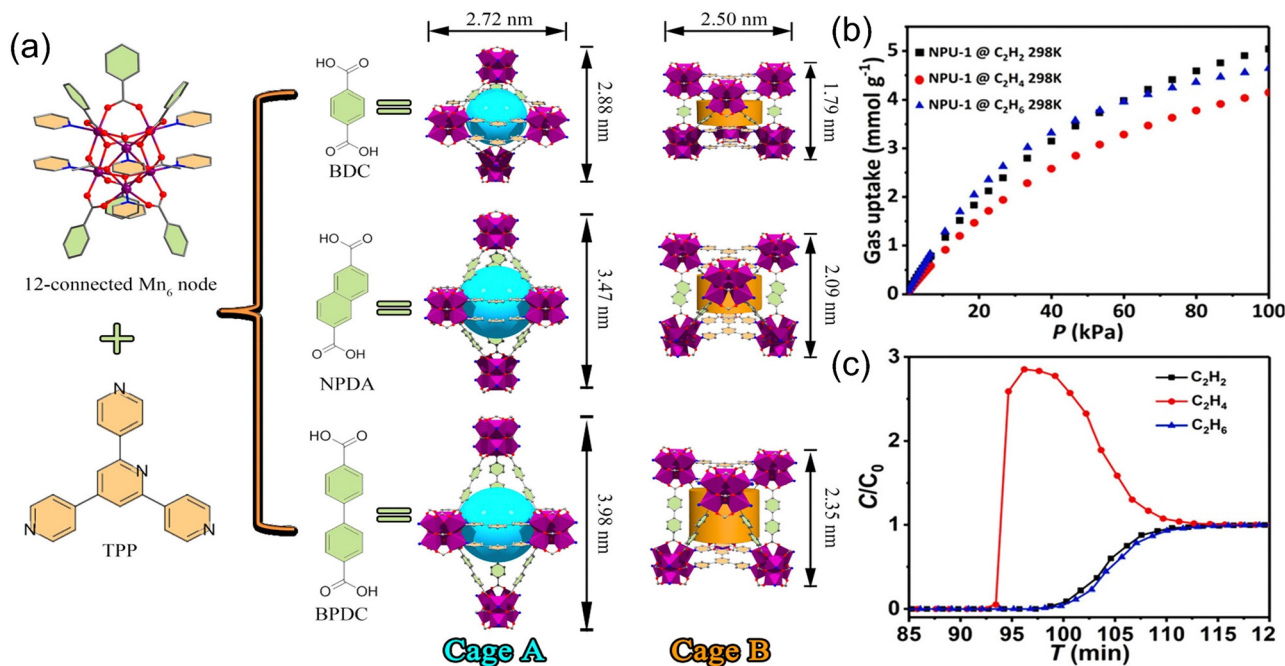 (a)
12-connected Mn₆ node
N
N
N
N
TPP
HO
O
O
OH
BDC
HO
O
O
OH
NPDA
HO
O
O
OH
BPDC
2.72 nm
2.88 nm
3.47 nm
3.98 nm
Cage A
2.50 nm
1.79 nm
2.09 nm
2.35 nm
Cage B
(b)
NPU-1 @ C₂H₂ 298K
NPU-1 @ C₂H₄ 298K
NPU-1 @ C₂H₆ 298K
Gas uptake (mmol g⁻¹)
5
4
3
2
1
0
20 40 60 80 100
P (kPa)
(c)
C₂H₂
C₂H₄
C₂H₆
C/C₀
3
2
1
0
85 90 95 100 105 110 115 12
T (min)